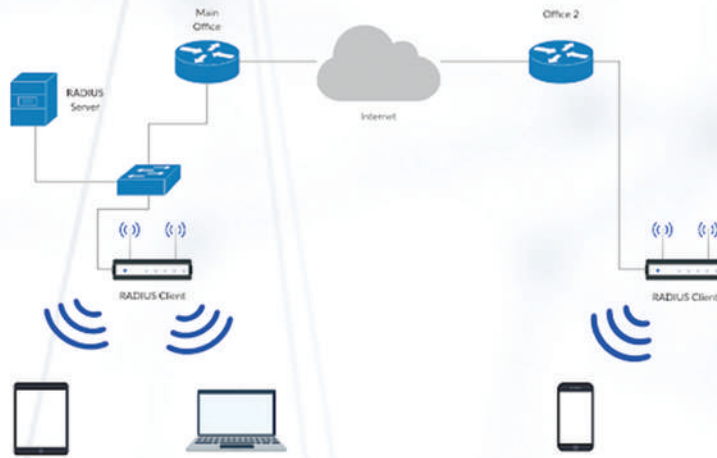 Main
Office
Office 2
RADIUS
Server
Internet
RADIUS Client
RADIUS Client